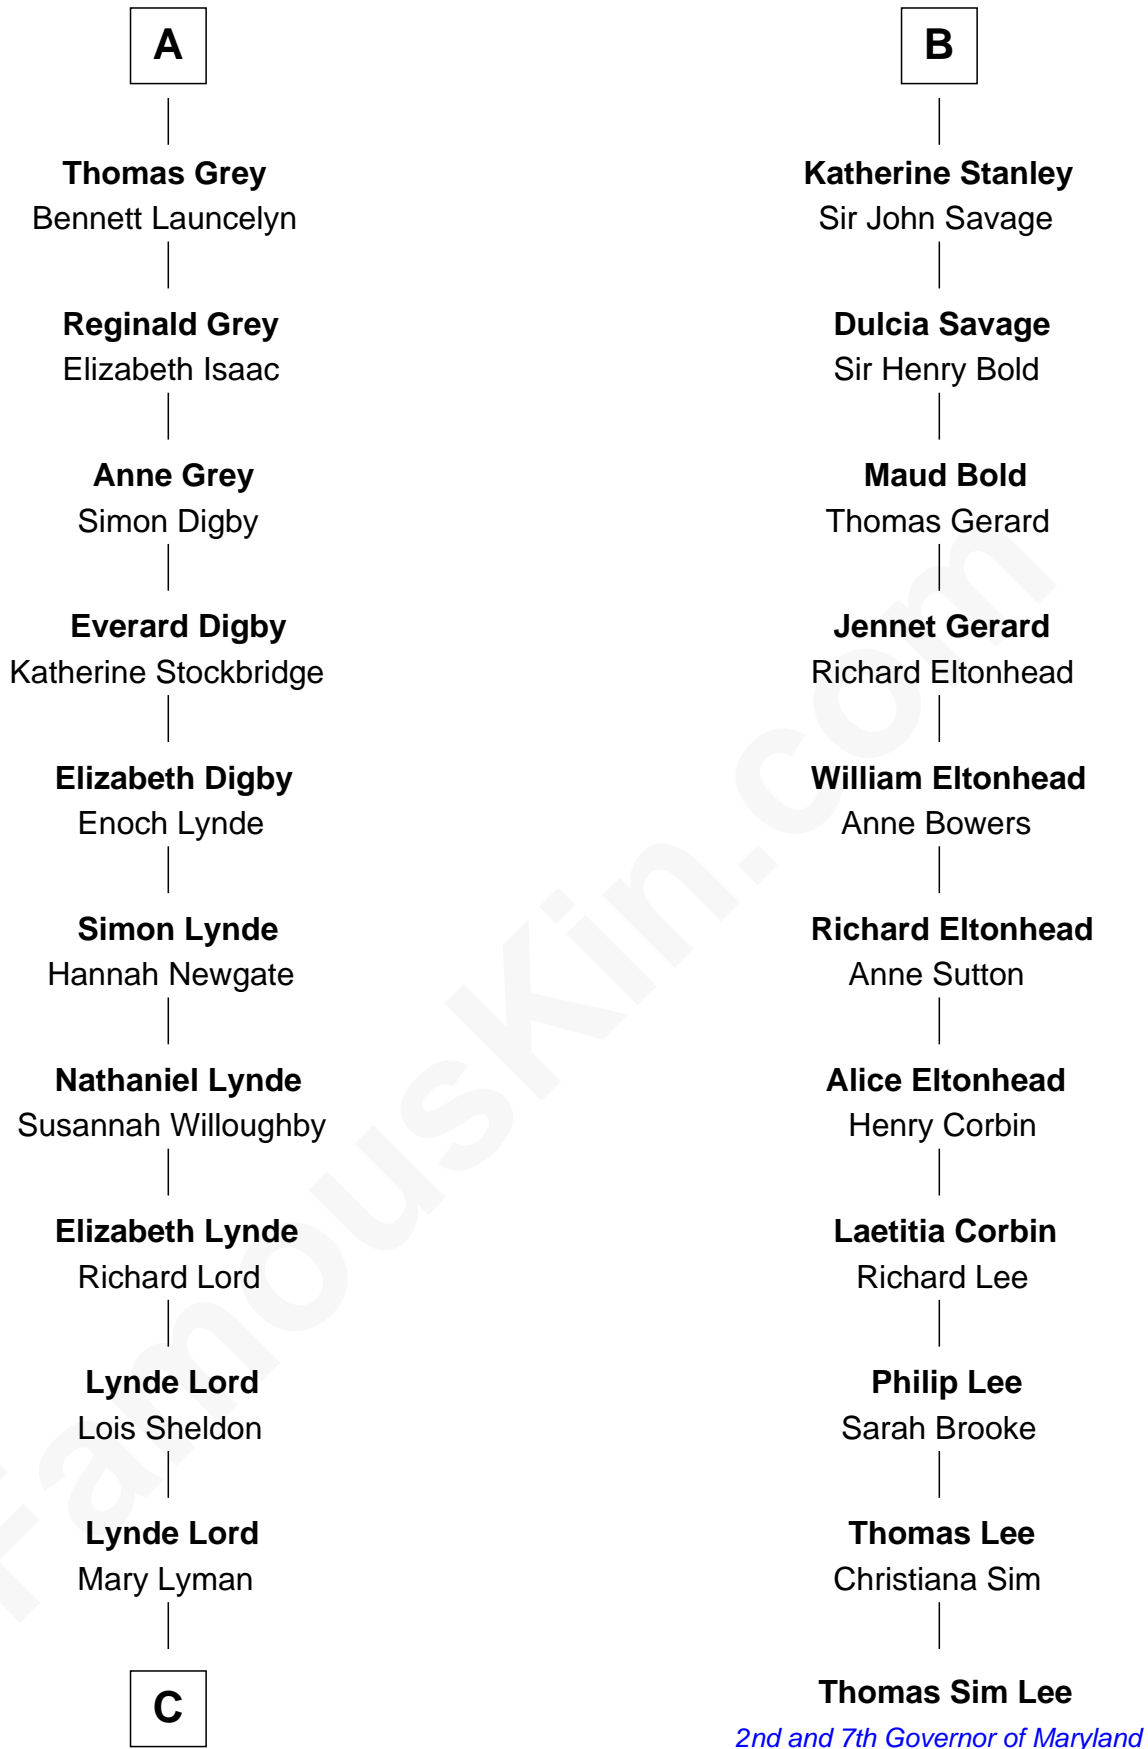 A
Thomas Grey
Bennett Launcelyn
Reginald Grey
Elizabeth Isaac
Anne Grey
Simon Digby
Everard Digby
Katherine Stockbridge
Elizabeth Digby
Enoch Lynde
Simon Lynde
Hannah Newgate
Nathaniel Lynde
Susannah Willoughby
Elizabeth Lynde
Richard Lord
Lynde Lord
Lois Sheldon
Lynde Lord
Mary Lyman
C
B
Katherine Stanley
Sir John Savage
Dulcia Savage
Sir Henry Bold
Maud Bold
Thomas Gerard
Jennet Gerard
Richard Eltonhead
William Eltonhead
Anne Bowers
Richard Eltonhead
Anne Sutton
Alice Eltonhead
Henry Corbin
Laetitia Corbin
Richard Lee
Philip Lee
Sarah Brooke
Thomas Lee
Christiana Sim
Thomas Sim Lee
2nd and 7th Governor of Maryland
FamousKin.com